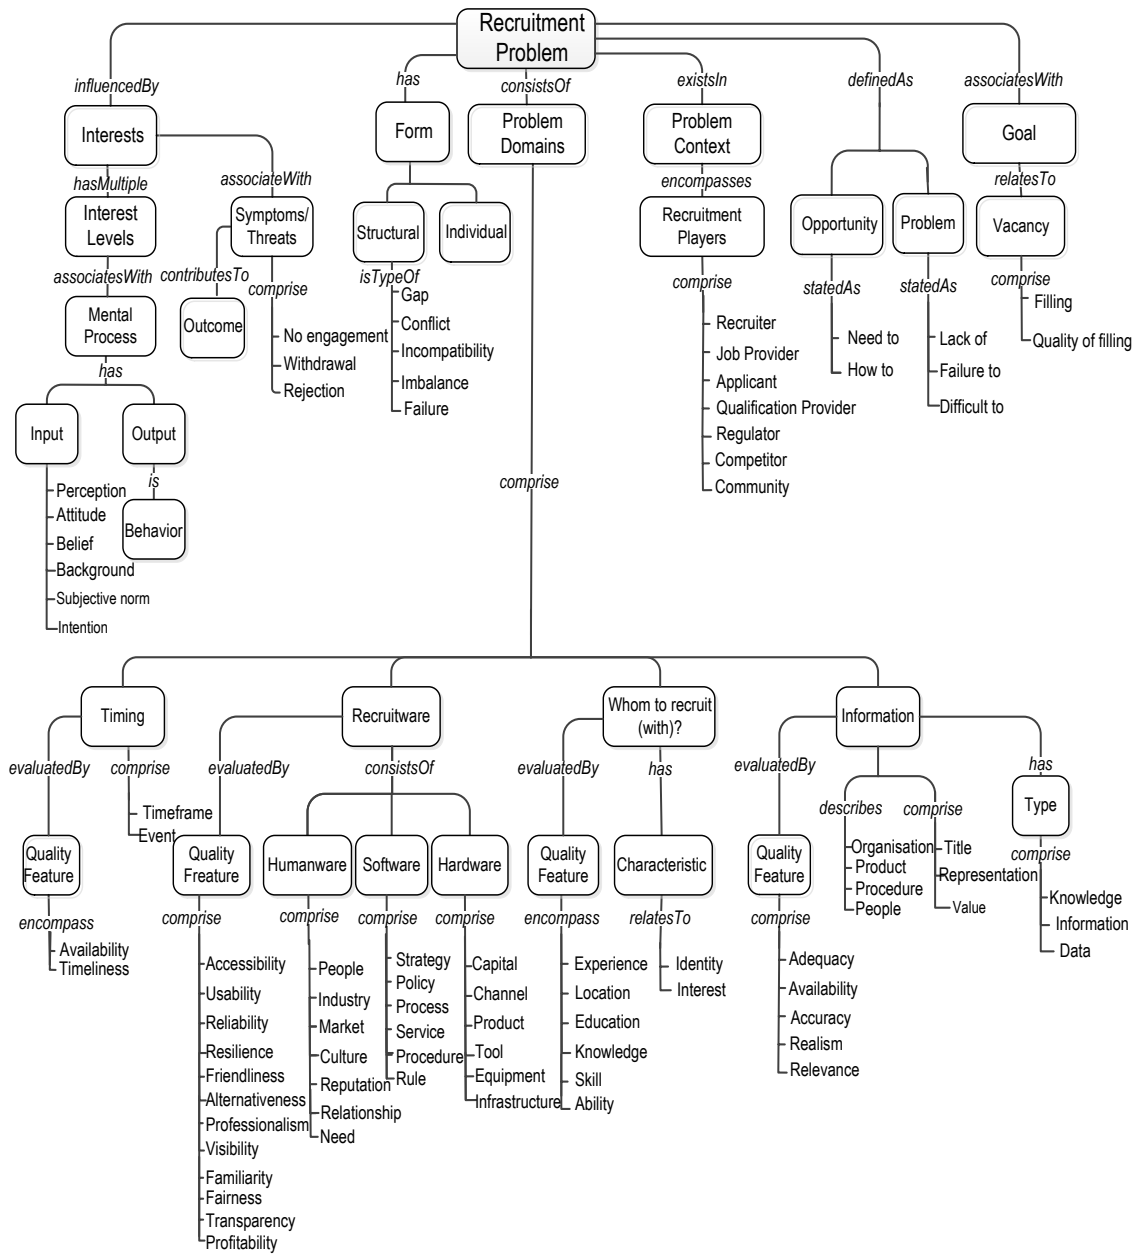 Recruitment
Problem
influencedBy
has
consistsOf
existsIn
definedAs
associatesWith
Interests
Form
Problem
Domains
Problem
Context
Goal
hasMultiple
associateWith
encompasses
relatesTo
Interest
Levels
Symptoms/
Threats
Structural
Individual
Recruitment
Players
Opportunity
Problem
Vacancy
associatesWith
contributesTo
comprise
isTypeOf
comprise
statedAs
statedAs
comprise
Mental
Process
Outcome
No engagement
Withdrawal
Rejection
Gap
Conflict
Incompatibility
Imbalance
Failure
Recruiter
Job Provider
Applicant
Qualification Provider
Regulator
Competitor
Community
Need to
How to
Lack of
Failure to
Difficult to
Filling
Quality of filling
has
Input
Output
is
Behavior
Perception
Attitude
Belief
Background
Subjective norm
Intention
comprise
Timing
Recruitware
Whom to recruit
(with)?
Information
evaluatedBy
comprise
evaluatedBy
consistsOf
evaluatedBy
has
evaluatedBy
describes
comprise
has
Timeframe
Event
Type
Quality
Feature
Quality
Freature
Humanware
Software
Hardware
Quality
Feature
Characteristic
Quality
Feature
Organisation
Product
Procedure
People
Title
Representation
Value
comprise
Knowledge
Information
Data
encompass
Availability
Timeliness
comprise
Accessibility
Usability
Reliability
Resilience
Friendliness
Alternativeness
Professionalism
Visibility
Familiarity
Fairness
Transparency
Profitability
comprise
People
Industry
Market
Culture
Reputation
Relationship
Need
comprise
Strategy
Policy
Process
Service
Procedure
Rule
comprise
Capital
Channel
Product
Tool
Equipment
Infrastructure
encompass
Experience
Location
Education
Knowledge
Skill
Ability
relatesTo
Identity
Interest
comprise
Adequacy
Availability
Accuracy
Realism
Relevance